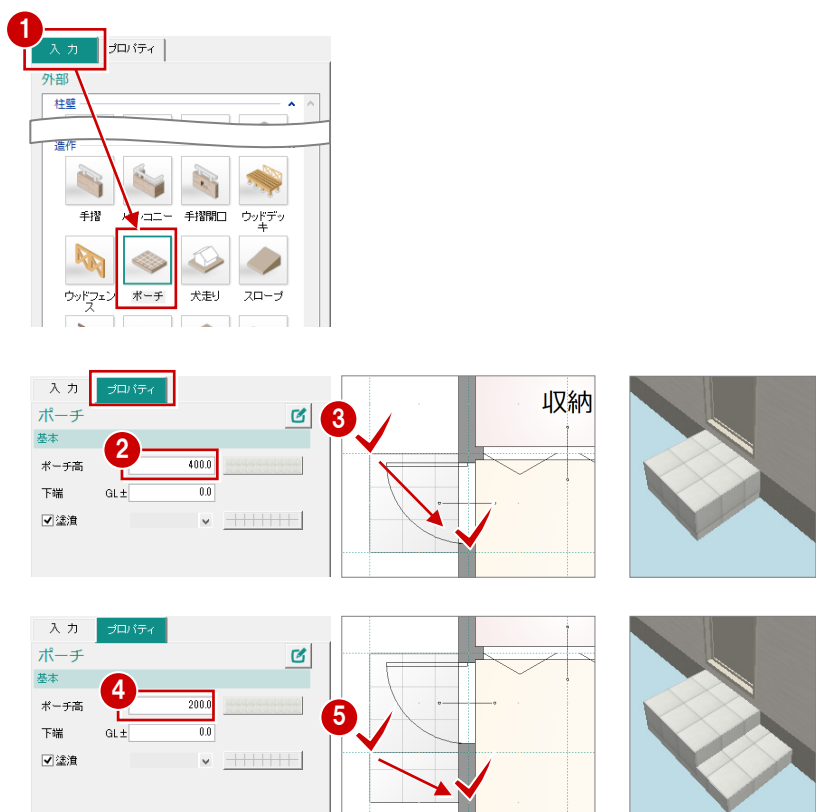 1
入力 プロパティ
外部
柱壁
造作
手摺 バルコニー 手摺開口 ウッドデッ
キ
ウッドフェン ポーチ 犬走り スロープ
ス
入力 プロパティ
ポーチ
基本
2
ポーチ高 400.0
下端 GL± 0.0
塗潰
3
収納
入力 プロパティ
ポーチ
基本
4
ポーチ高 200.0
下端 GL± 0.0
塗潰
5